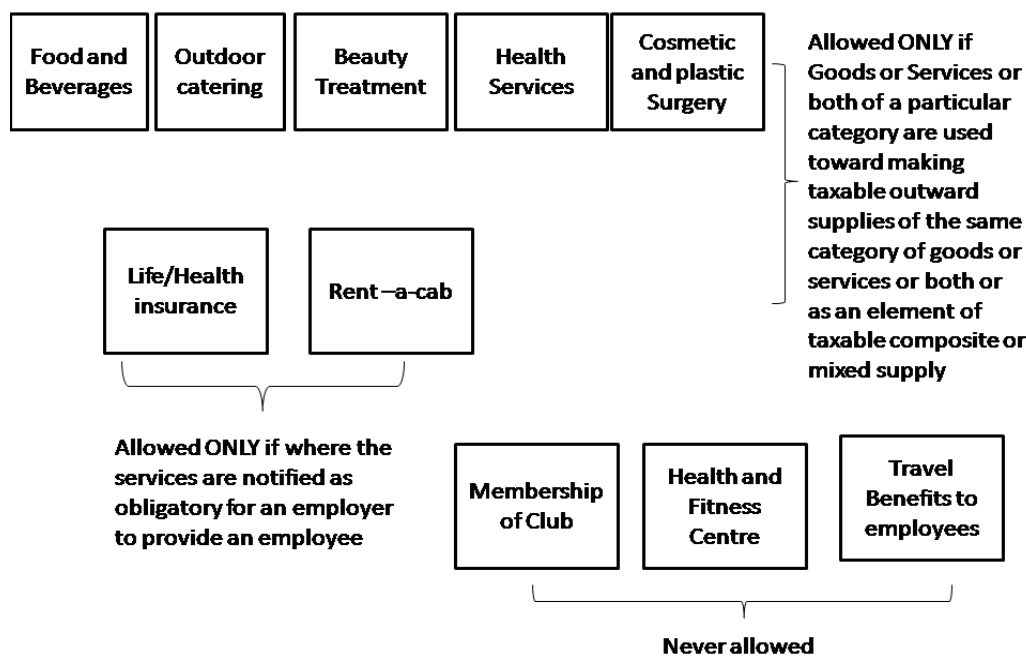 Food and
Beverages
Outdoor
catering
Beauty
Treatment
Health
Services
Cosmetic
and plastic
Surgery
Allowed ONLY if
Goods or Services or
both of a particular
category are used
toward making
taxable outward
supplies of the same
category of goods or
services or both or
as an element of
taxable composite or
mixed supply
Life/Health
insurance
Rent –a-cab
Allowed ONLY if where the
services are notified as
obligatory for an employer
to provide an employee
Membership
of Club
Health and
Fitness
Centre
Travel
Benefits to
employees
Never allowed